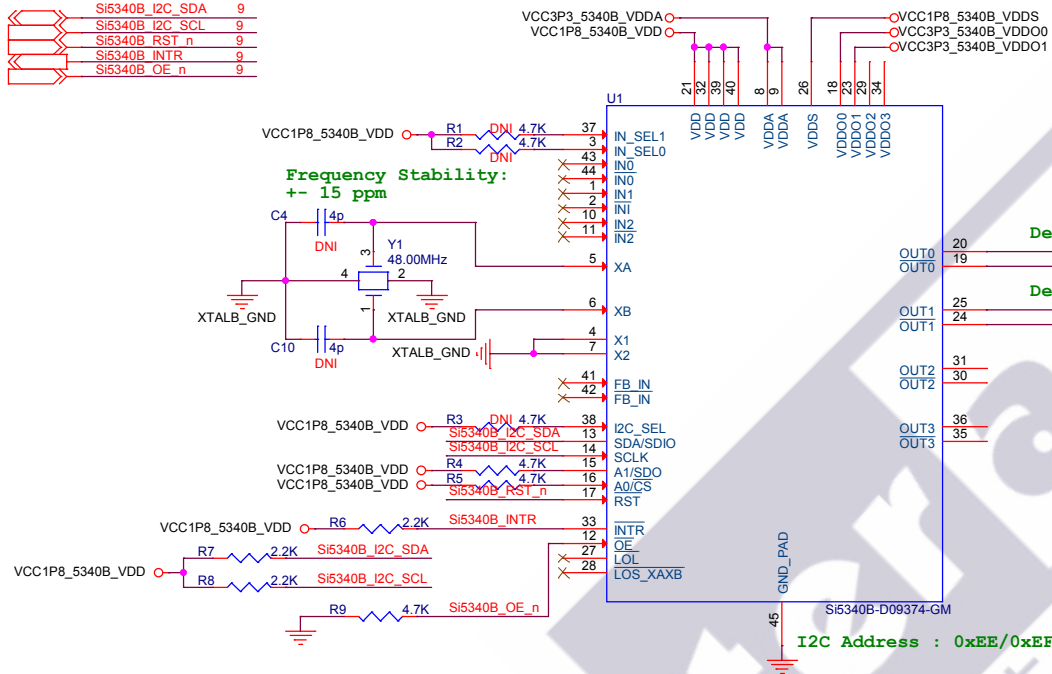 Si5340B_I2C_SDA 9
Si5340B_I2C_SCL 9
Si5340B_RST_n 9
Si5340B_INTR 9
Si5340B_OE_n 9
VCC3P3_5340B_VDDA
VCC1P8_5340B_VDD
VCC1P8_5340B_VDDS
VCC3P3_5340B_VDDO0
VCC3P3_5340B_VDDO1
21 32 39 40 8 9 26 18 23 29 34
U1
VDD VDD VDD VDD VDDA VDDA VDDS VDDO0 VDDO1 VDDO2 VDDO3
VCC1P8_5340B_VDD R1 DNI 4.7K 37 IN_SEL1
R2 DNI 4.7K 3 IN_SEL0
43 IN0
44 IN0
1 IN1
2 IN1
10 IN2
11 IN2
Frequency Stability:
+- 15 ppm
C4 4p DNI
Y1
48.00MHz
3
4 2
1
XTALB_GND XTALB_GND
C10 4p DNI
5 XA
6 XB
4 X1
XTALB_GND 7 X2
41 FB_IN
42 FB_IN
VCC1P8_5340B_VDD R3 DNI 4.7K 38 I2C_SEL
Si5340B_I2C_SDA 13 SDA/SDIO
Si5340B_I2C_SCL 14 SCLK
VCC1P8_5340B_VDD R4 4.7K 15 A1/SDO
VCC1P8_5340B_VDD R5 4.7K 16 A0/CS
Si5340B_RST_n 17 RST
VCC1P8_5340B_VDD R6 2.2K Si5340B_INTR 33 INTR
12 OE
27 LOL
28 LOS_XAXB
R7 2.2K Si5340B_I2C_SDA
VCC1P8_5340B_VDD
R8 2.2K Si5340B_I2C_SCL
R9 4.7K Si5340B_OE_n
De
OUT0 20
OUT0 19
De
OUT1 25
OUT1 24
OUT2 31
OUT2 30
OUT3 36
OUT3 35
GND_PAD
45
Si5340B-D09374-GM
I2C Address : 0xEE/0xEF